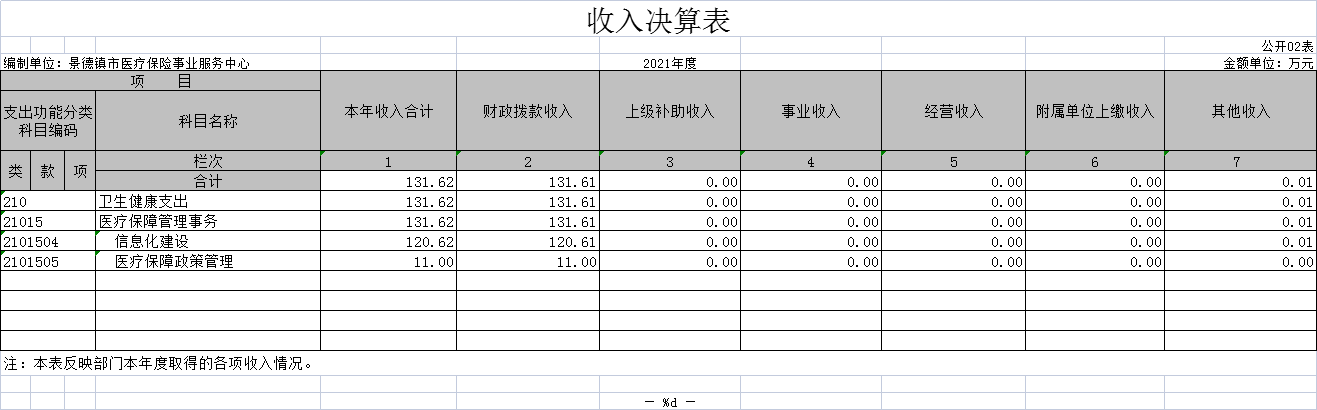 收入决算表
公开02表
编制单位：景德镇市医疗保险事业服务中心 2021年度 金额单位：万元
项 目 本年收入合计 财政拨款收入 上级补助收入 事业收入 经营收入 附属单位上缴收入 其他收入
支出功能分类
科目编码 科目名称
类 款 项 栏次 1 2 3 4 5 6 7
合计 131.62 131.61 0.00 0.00 0.00 0.00 0.01
210 卫生健康支出 131.62 131.61 0.00 0.00 0.00 0.00 0.01
21015 医疗保障管理事务 131.62 131.61 0.00 0.00 0.00 0.00 0.01
2101504 信息化建设 120.62 120.61 0.00 0.00 0.00 0.00 0.01
2101505 医疗保障政策管理 11.00 11.00 0.00 0.00 0.00 0.00 0.00
注：本表反映部门本年度取得的各项收入情况。
— %d —